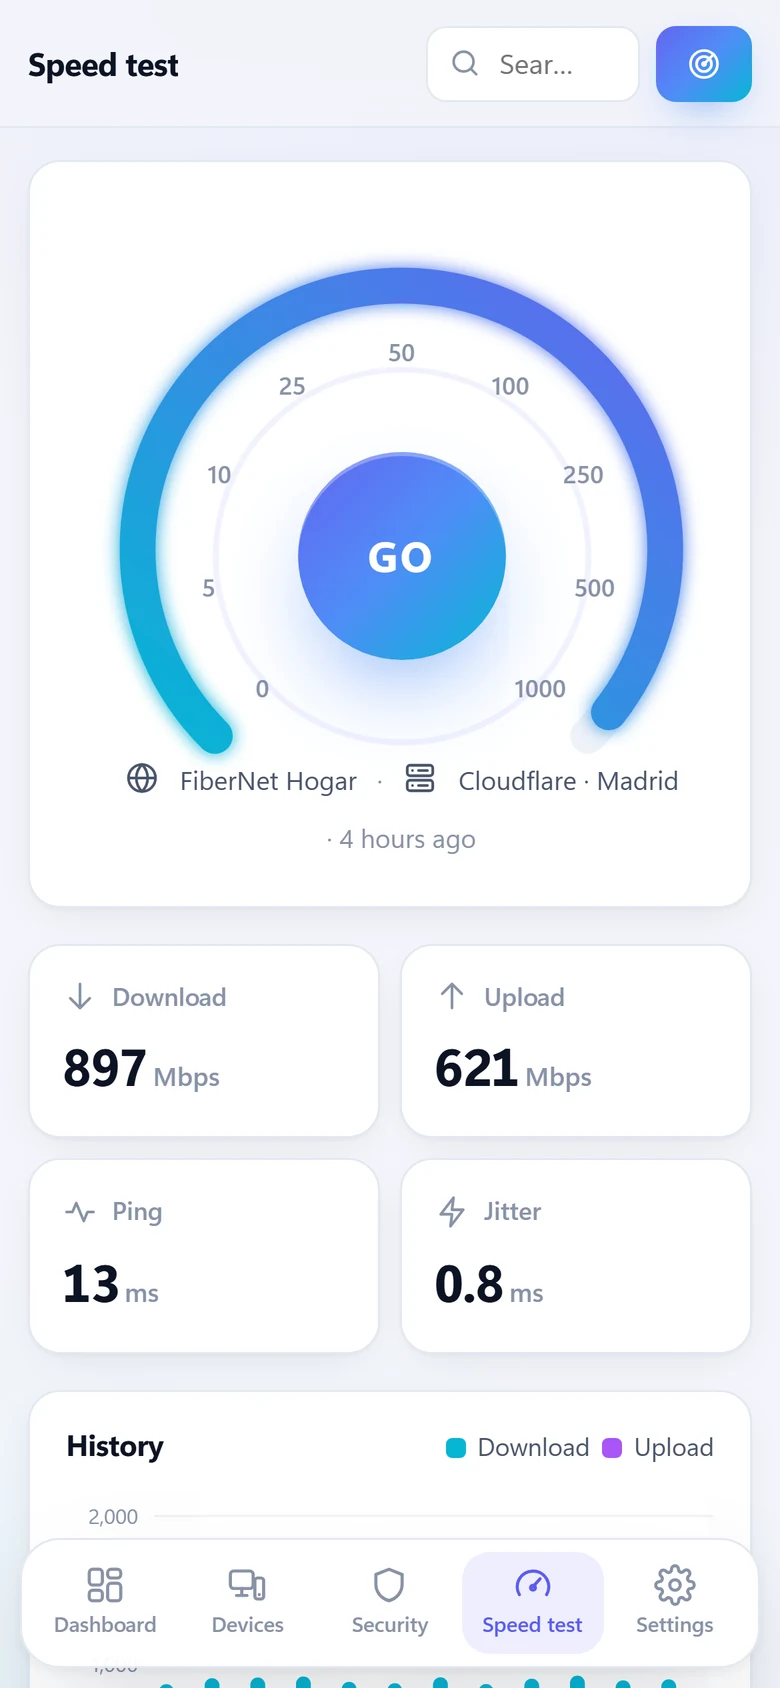 Speed test
Sear...
50
25
100
10
250
GO
5
500
0
1000
FiberNet Hogar · Cloudflare · Madrid
· 4 hours ago
Download
Upload
897 Mbps
621 Mbps
Ping
Jitter
13 ms
0.8 ms
History
Download
Upload
2,000
Dashboard
Devices
Security
Speed test
Settings